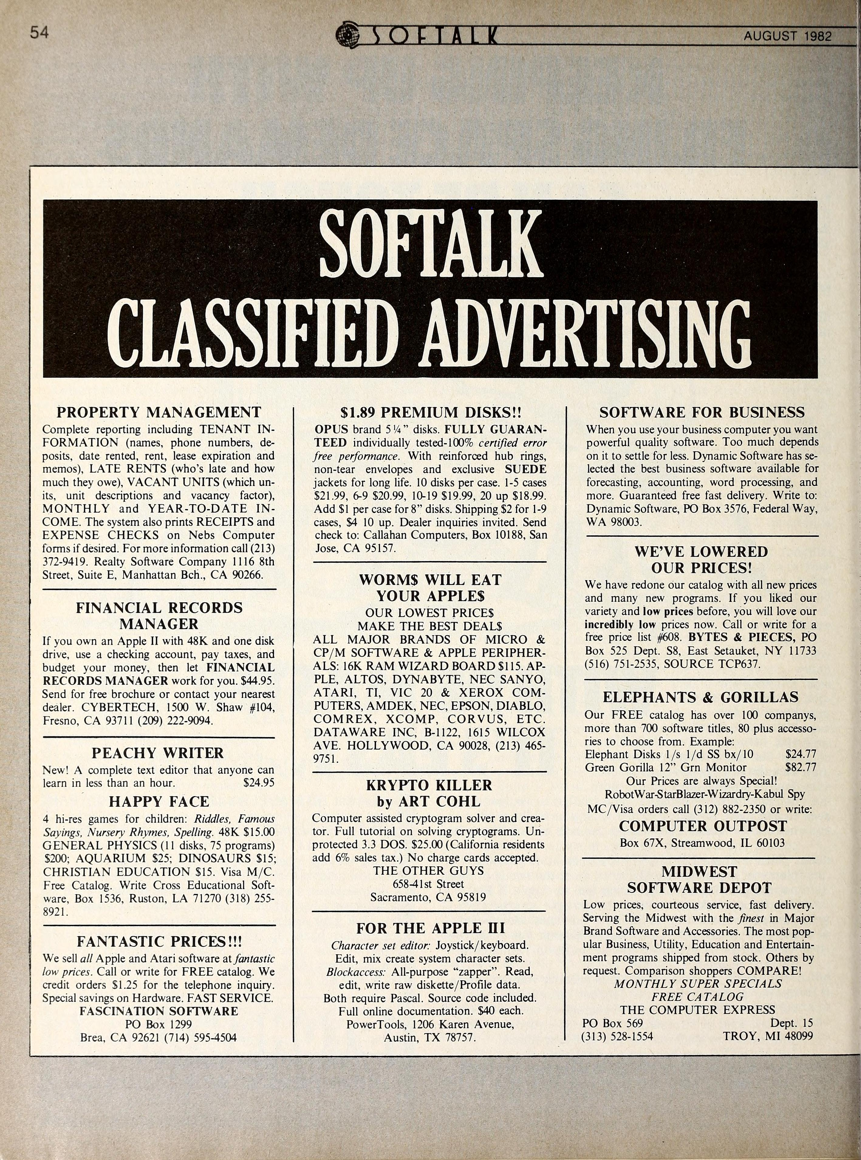 54
SOFTALK
AUGUST 1982
SOFTALK
CLASSIFIED ADVERTISING
PROPERTY MANAGEMENT
Complete reporting including TENANT IN-
FORMATION (names, phone numbers, de-
posits, date rented, rent, lease expiration and
memos), LATE RENTS (who's late and how
much they owe), VACANT UNITS (which un-
its, unit descriptions and vacancy factor),
MONTHLY and YEAR-TO-DATE IN-
COME. The system also prints RECEIPTS and
EXPENSE CHECKS on Nebs Computer
forms if desired. For more information call (213)
372-9419. Realty Software Company 1116 8th
Street, Suite E, Manhattan Bch., CA 90266.
FINANCIAL RECORDS
MANAGER
If you own an Apple II with 48K and one disk
drive, use a checking account, pay taxes, and
budget your money, then let FINANCIAL
RECORDS MANAGER work for you. $44.95.
Send for free brochure or contact your nearest
dealer. CYBERTECH, 1500 W. Shaw #104,
Fresno, CA 93711 (209) 222-9094.
PEACHY WRITER
New! A complete text editor that anyone can
learn in less than an hour. $24.95
HAPPY FACE
4 hi-res games for children: Riddles, Famous
Sayings, Nursery Rhymes, Spelling. 48K $15.00
GENERAL PHYSICS (11 disks, 75 programs)
$200; AQUARIUM $25; DINOSAURS $15;
CHRISTIAN EDUCATION $15. Visa M/C.
Free Catalog. Write Cross Educational Soft-
ware, Box 1536, Ruston, LA 71270 (318) 255-
8921.
FANTASTIC PRICES!!!
We sell all Apple and Atari software at fantastic
low prices. Call or write for FREE catalog. We
credit orders $1.25 for the telephone inquiry.
Special savings on Hardware. FAST SERVICE.
FASCINATION SOFTWARE
PO Box 1299
Brea, CA 92621 (714) 595-4504
$1.89 PREMIUM DISKS!!
OPUS brand 5¼" disks. FULLY GUARAN-
TEED individually tested-100% certified error
free performance. With reinforced hub rings,
non-tear envelopes and exclusive SUEDE
jackets for long life. 10 disks per case. 1-5 cases
$21.99, 6-9 $20.99, 10-19 $19.99, 20 up $18.99.
Add $1 per case for 8" disks. Shipping $2 for 1-9
cases, $4 10 up. Dealer inquiries invited. Send
check to: Callahan Computers, Box 10188, San
Jose, CA 95157.
WORM$ WILL EAT
YOUR APPLE$
OUR LOWEST PRICE$
MAKE THE BEST DEAL$
ALL MAJOR BRANDS OF MICRO &
CP/M SOFTWARE & APPLE PERIPHER-
ALS: 16K RAM WIZARD BOARD $115. AP-
PLE, ALTOS, DYNABYTE, NEC SANYO,
ATARI, TI, VIC 20 & XEROX COM-
PUTERS, AMDEK, NEC, EPSON, DIABLO,
COMREX, XCOMP, CORVUS, ETC.
DATAWARE INC, B-1122, 1615 WILCOX
AVE. HOLLYWOOD, CA 90028, (213) 465-
9751.
KRYPTO KILLER
by ART COHL
Computer assisted cryptogram solver and crea-
tor. Full tutorial on solving cryptograms. Un-
protected 3.3 DOS. $25.00 (California residents
add 6% sales tax.) No charge cards accepted.
THE OTHER GUYS
658-41st Street
Sacramento, CA 95819
FOR THE APPLE III
Character set editor: Joystick/keyboard.
Edit, mix create system character sets.
Blockaccess: All-purpose "zapper". Read,
edit, write raw diskette/Profile data.
Both require Pascal. Source code included.
Full online documentation. $40 each.
PowerTools, 1206 Karen Avenue,
Austin, TX 78757.
SOFTWARE FOR BUSINESS
When you use your business computer you want
powerful quality software. Too much depends
on it to settle for less. Dynamic Software has se-
lected the best business software available for
forecasting, accounting, word processing, and
more. Guaranteed free fast delivery. Write to:
Dynamic Software, PO Box 3576, Federal Way,
WA 98003.
WE'VE LOWERED
OUR PRICES!
We have redone our catalog with all new prices
and many new programs. If you liked our
variety and low prices before, you will love our
incredibly low prices now. Call or write for a
free price list #608. BYTES & PIECES, PO
Box 525 Dept. S8, East Setauket, NY 11733
(516) 751-2535, SOURCE TCP637.
ELEPHANTS & GORILLAS
Our FREE catalog has over 100 companys,
more than 700 software titles, 80 plus accesso-
ries to choose from. Example:
Elephant Disks 1/s 1/d SS bx/10 $24.77
Green Gorilla 12" Grn Monitor $82.77
Our Prices are always Special!
RobotWar-StarBlazer-Wizardry-Kabul Spy
MC/Visa orders call (312) 882-2350 or write:
COMPUTER OUTPOST
Box 67X, Streamwood, IL 60103
MIDWEST
SOFTWARE DEPOT
Low prices, courteous service, fast delivery.
Serving the Midwest with the finest in Major
Brand Software and Accessories. The most pop-
ular Business, Utility, Education and Entertain-
ment programs shipped from stock. Others by
request. Comparison shoppers COMPARE!
MONTHLY SUPER SPECIALS
FREE CATALOG
THE COMPUTER EXPRESS
PO Box 569 Dept. 15
(313) 528-1554 TROY, MI 48099